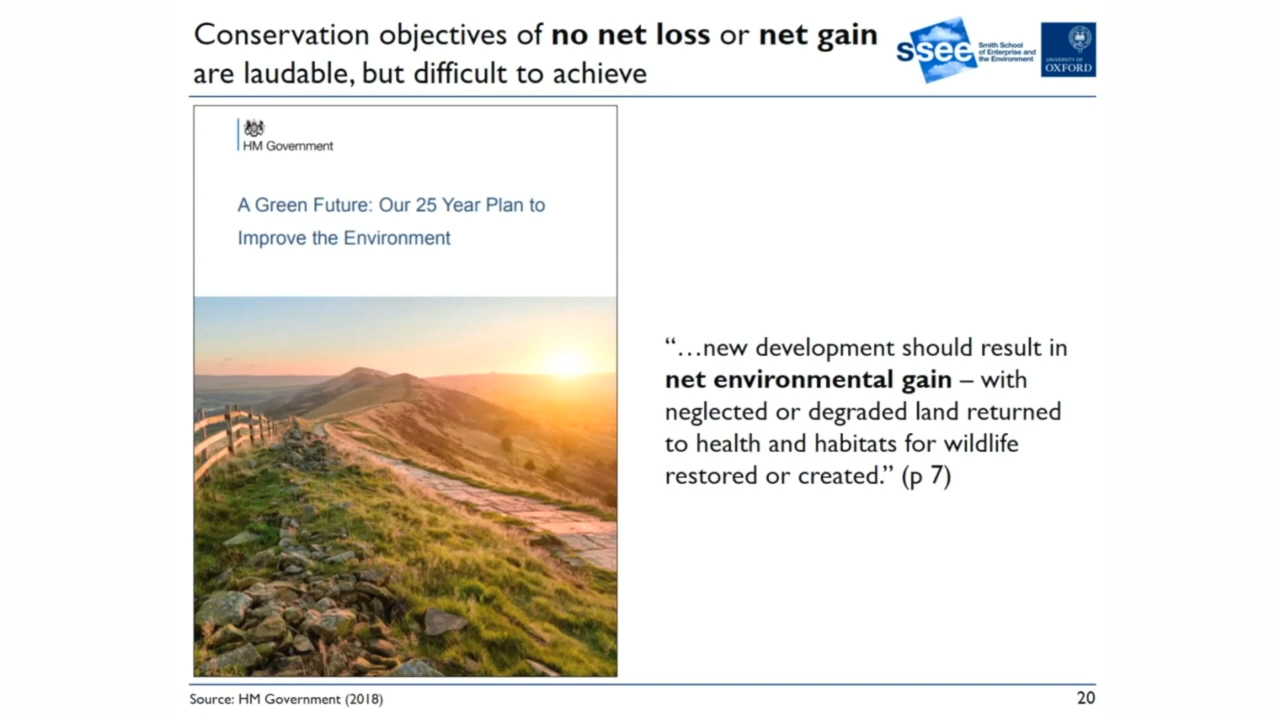 Conservation objectives of no net loss or net gain
are laudable, but difficult to achieve
ssee
Smith School
of Enterprise and
the Environment
UNIVERSITY OF
OXFORD
HM Government
A Green Future: Our 25 Year Plan to
Improve the Environment
“…new development should result in
net environmental gain – with
neglected or degraded land returned
to health and habitats for wildlife
restored or created.” (p 7)
Source: HM Government (2018)
20